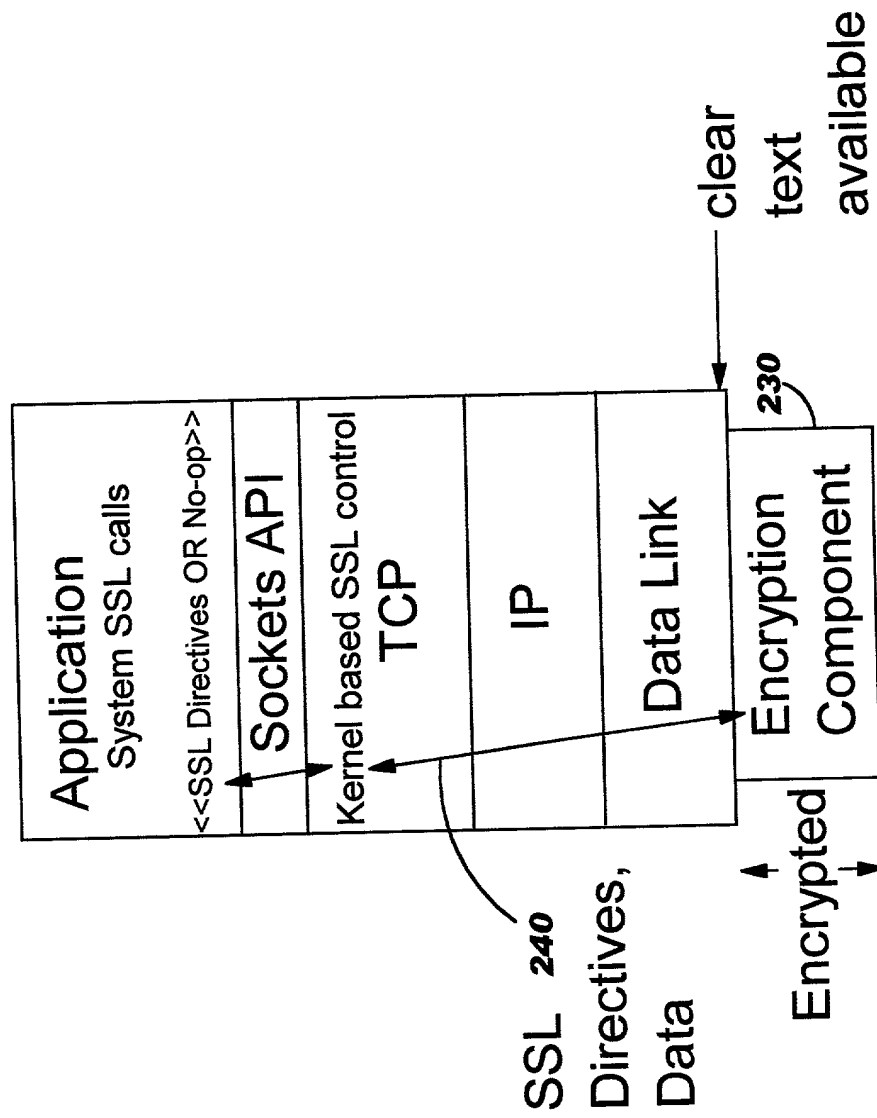 Application
System SSL calls
<<SSL Directives OR No-op>>
Sockets API
Kernel based SSL control
TCP
IP
Data Link
Encryption
Component
230
clear
text
available
SSL 240
Directives,
Data
Encrypted